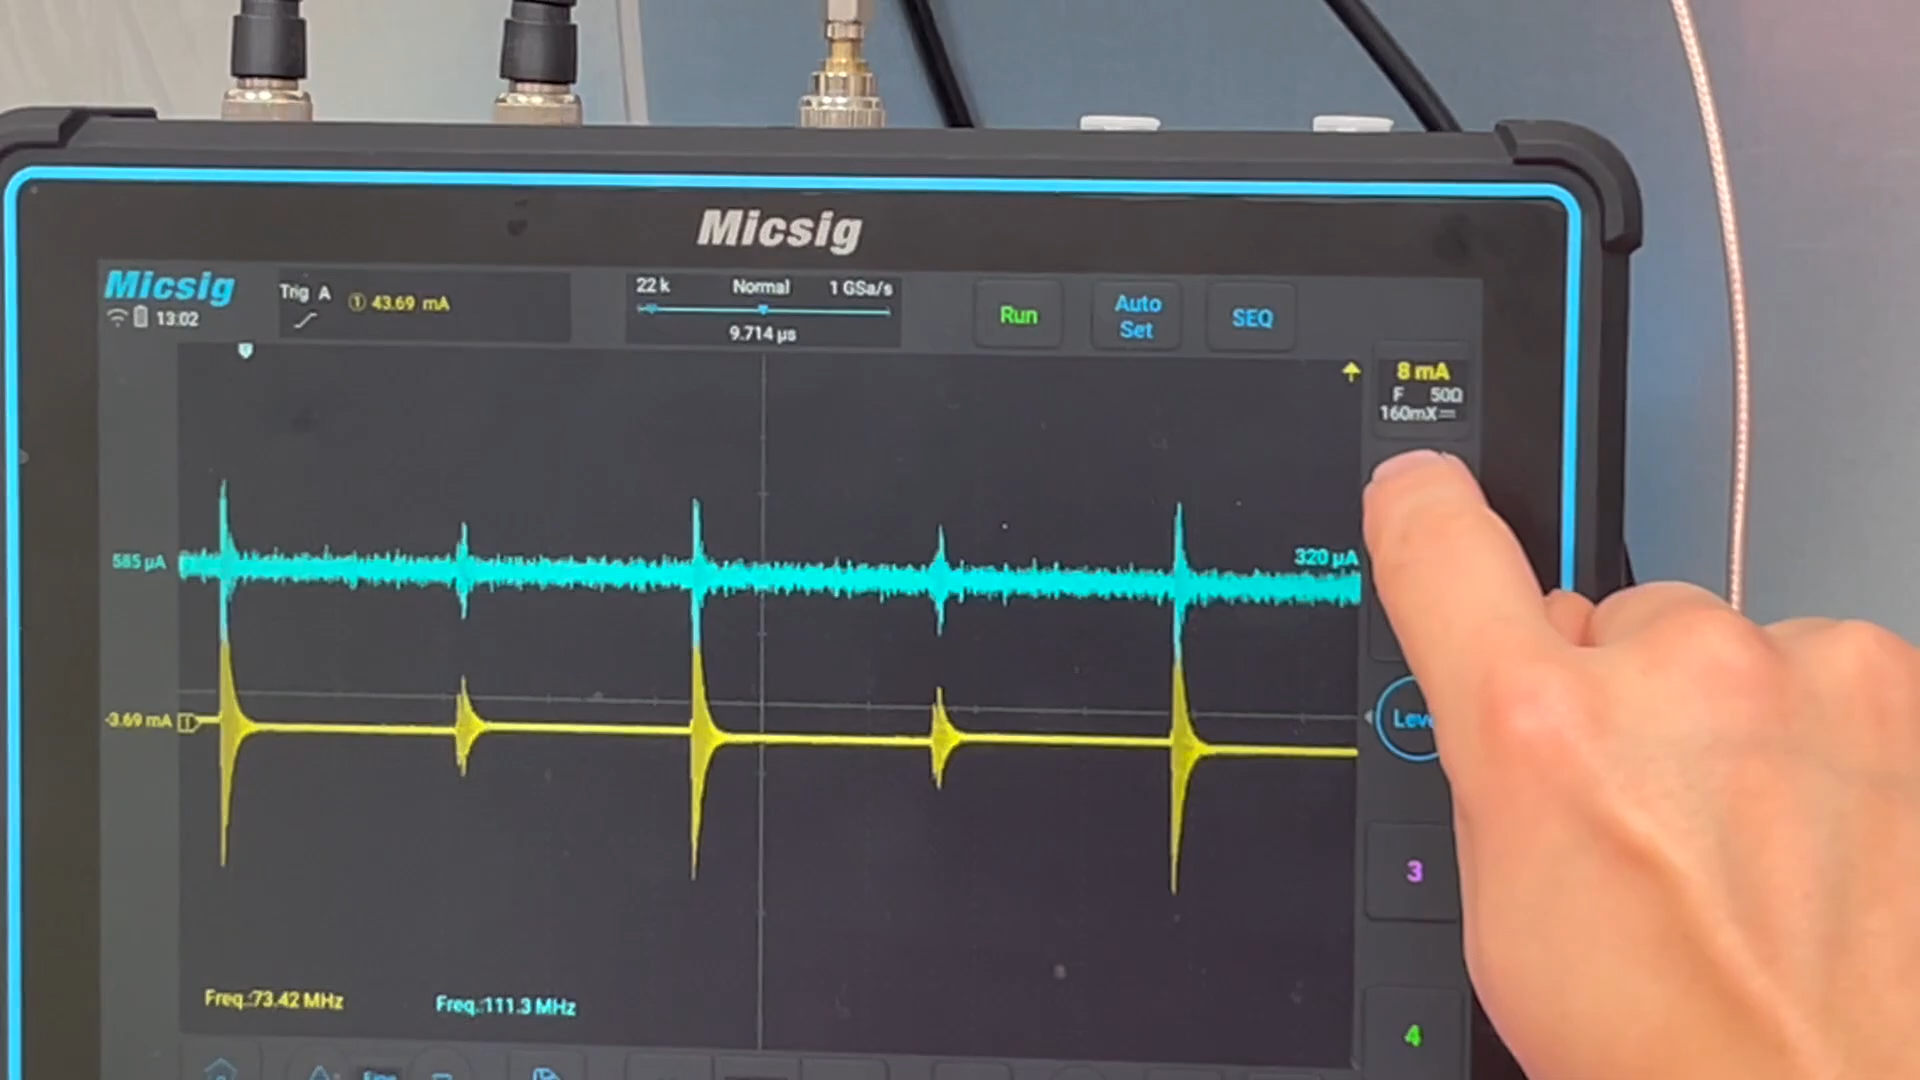 Micsig
Micsig
13:02
Trig A
① 43.69 mA
22 k Normal 1 GSa/s
9.714 µs
Run
Auto
Set
SEQ
8 mA
F 50Ω
160mX
585 µA
320 µA
-3.69 mA
1
3
4
Freq.:73.42 MHz
Freq.:111.3 MHz